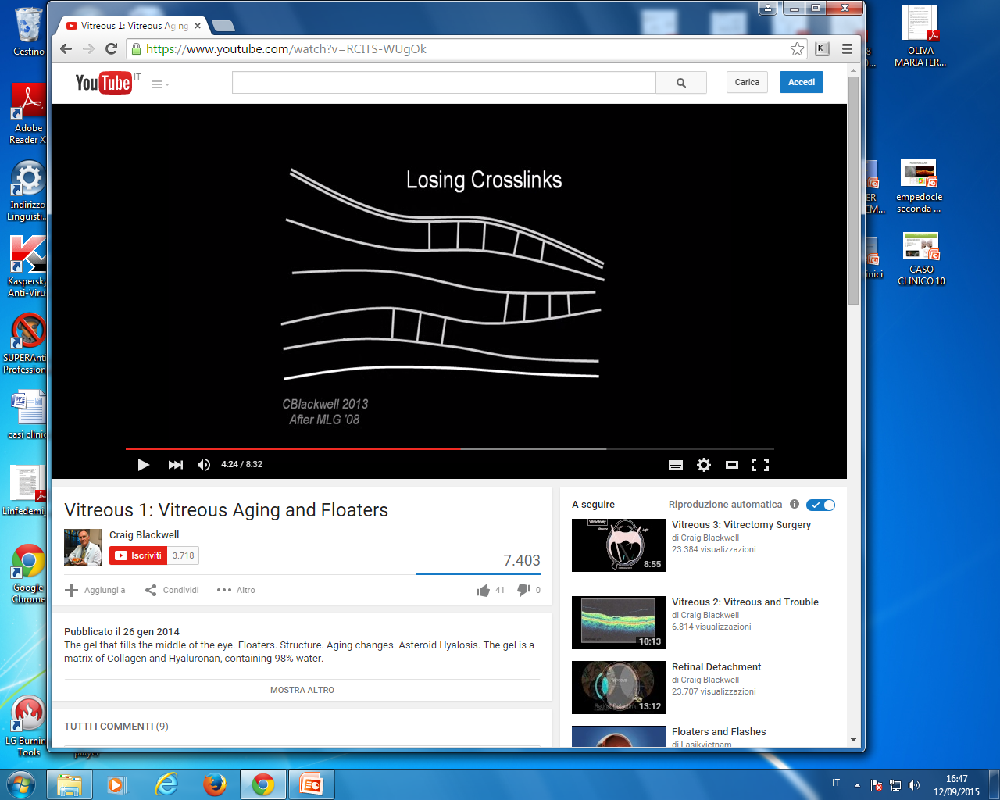 Cestino
Adobe
Reader X
Indirizzo
Linguisti...
Kaspersky
Anti-Viru
SUPERAnti
Profession
casi clinic
Linfedemi
Google
Chrome
LG Burnin
Tools
player
Vitreous 1: Vitreous Ag ng
https://www.youtube.com/watch?v=RCITS-WUgOk
K
YouTube IT
Carica
Accedi
Losing Crosslinks
CBlackwell 2013
After MLG '08
4:24 / 8:32
Vitreous 1: Vitreous Aging and Floaters
Craig Blackwell
Iscriviti 3.718
7.403
Aggiungi a Condividi Altro 41 0
Pubblicato il 26 gen 2014
The gel that fills the middle of the eye. Floaters. Structure. Aging changes. Asteroid Hyalosis. The gel is a
matrix of Collagen and Hyaluronan, containing 98% water.
MOSTRA ALTRO
TUTTI I COMMENTI (9)
A seguire Riproduzione automatica
Vitrectomy
Light
8:55
Vitreous 3: Vitrectomy Surgery
di Craig Blackwell
23.384 visualizzazioni
10:13
Vitreous 2: Vitreous and Trouble
di Craig Blackwell
6.814 visualizzazioni
13:12
Retinal Detachment
di Craig Blackwell
23.707 visualizzazioni
Floaters and Flashes
di Lasikvietnam
OLIVA
MARIATER...
empedocle
seconda ...
CASO
CLINICO 10
8
)...
ER
EM...
inici
IT
16:47
12/09/2015